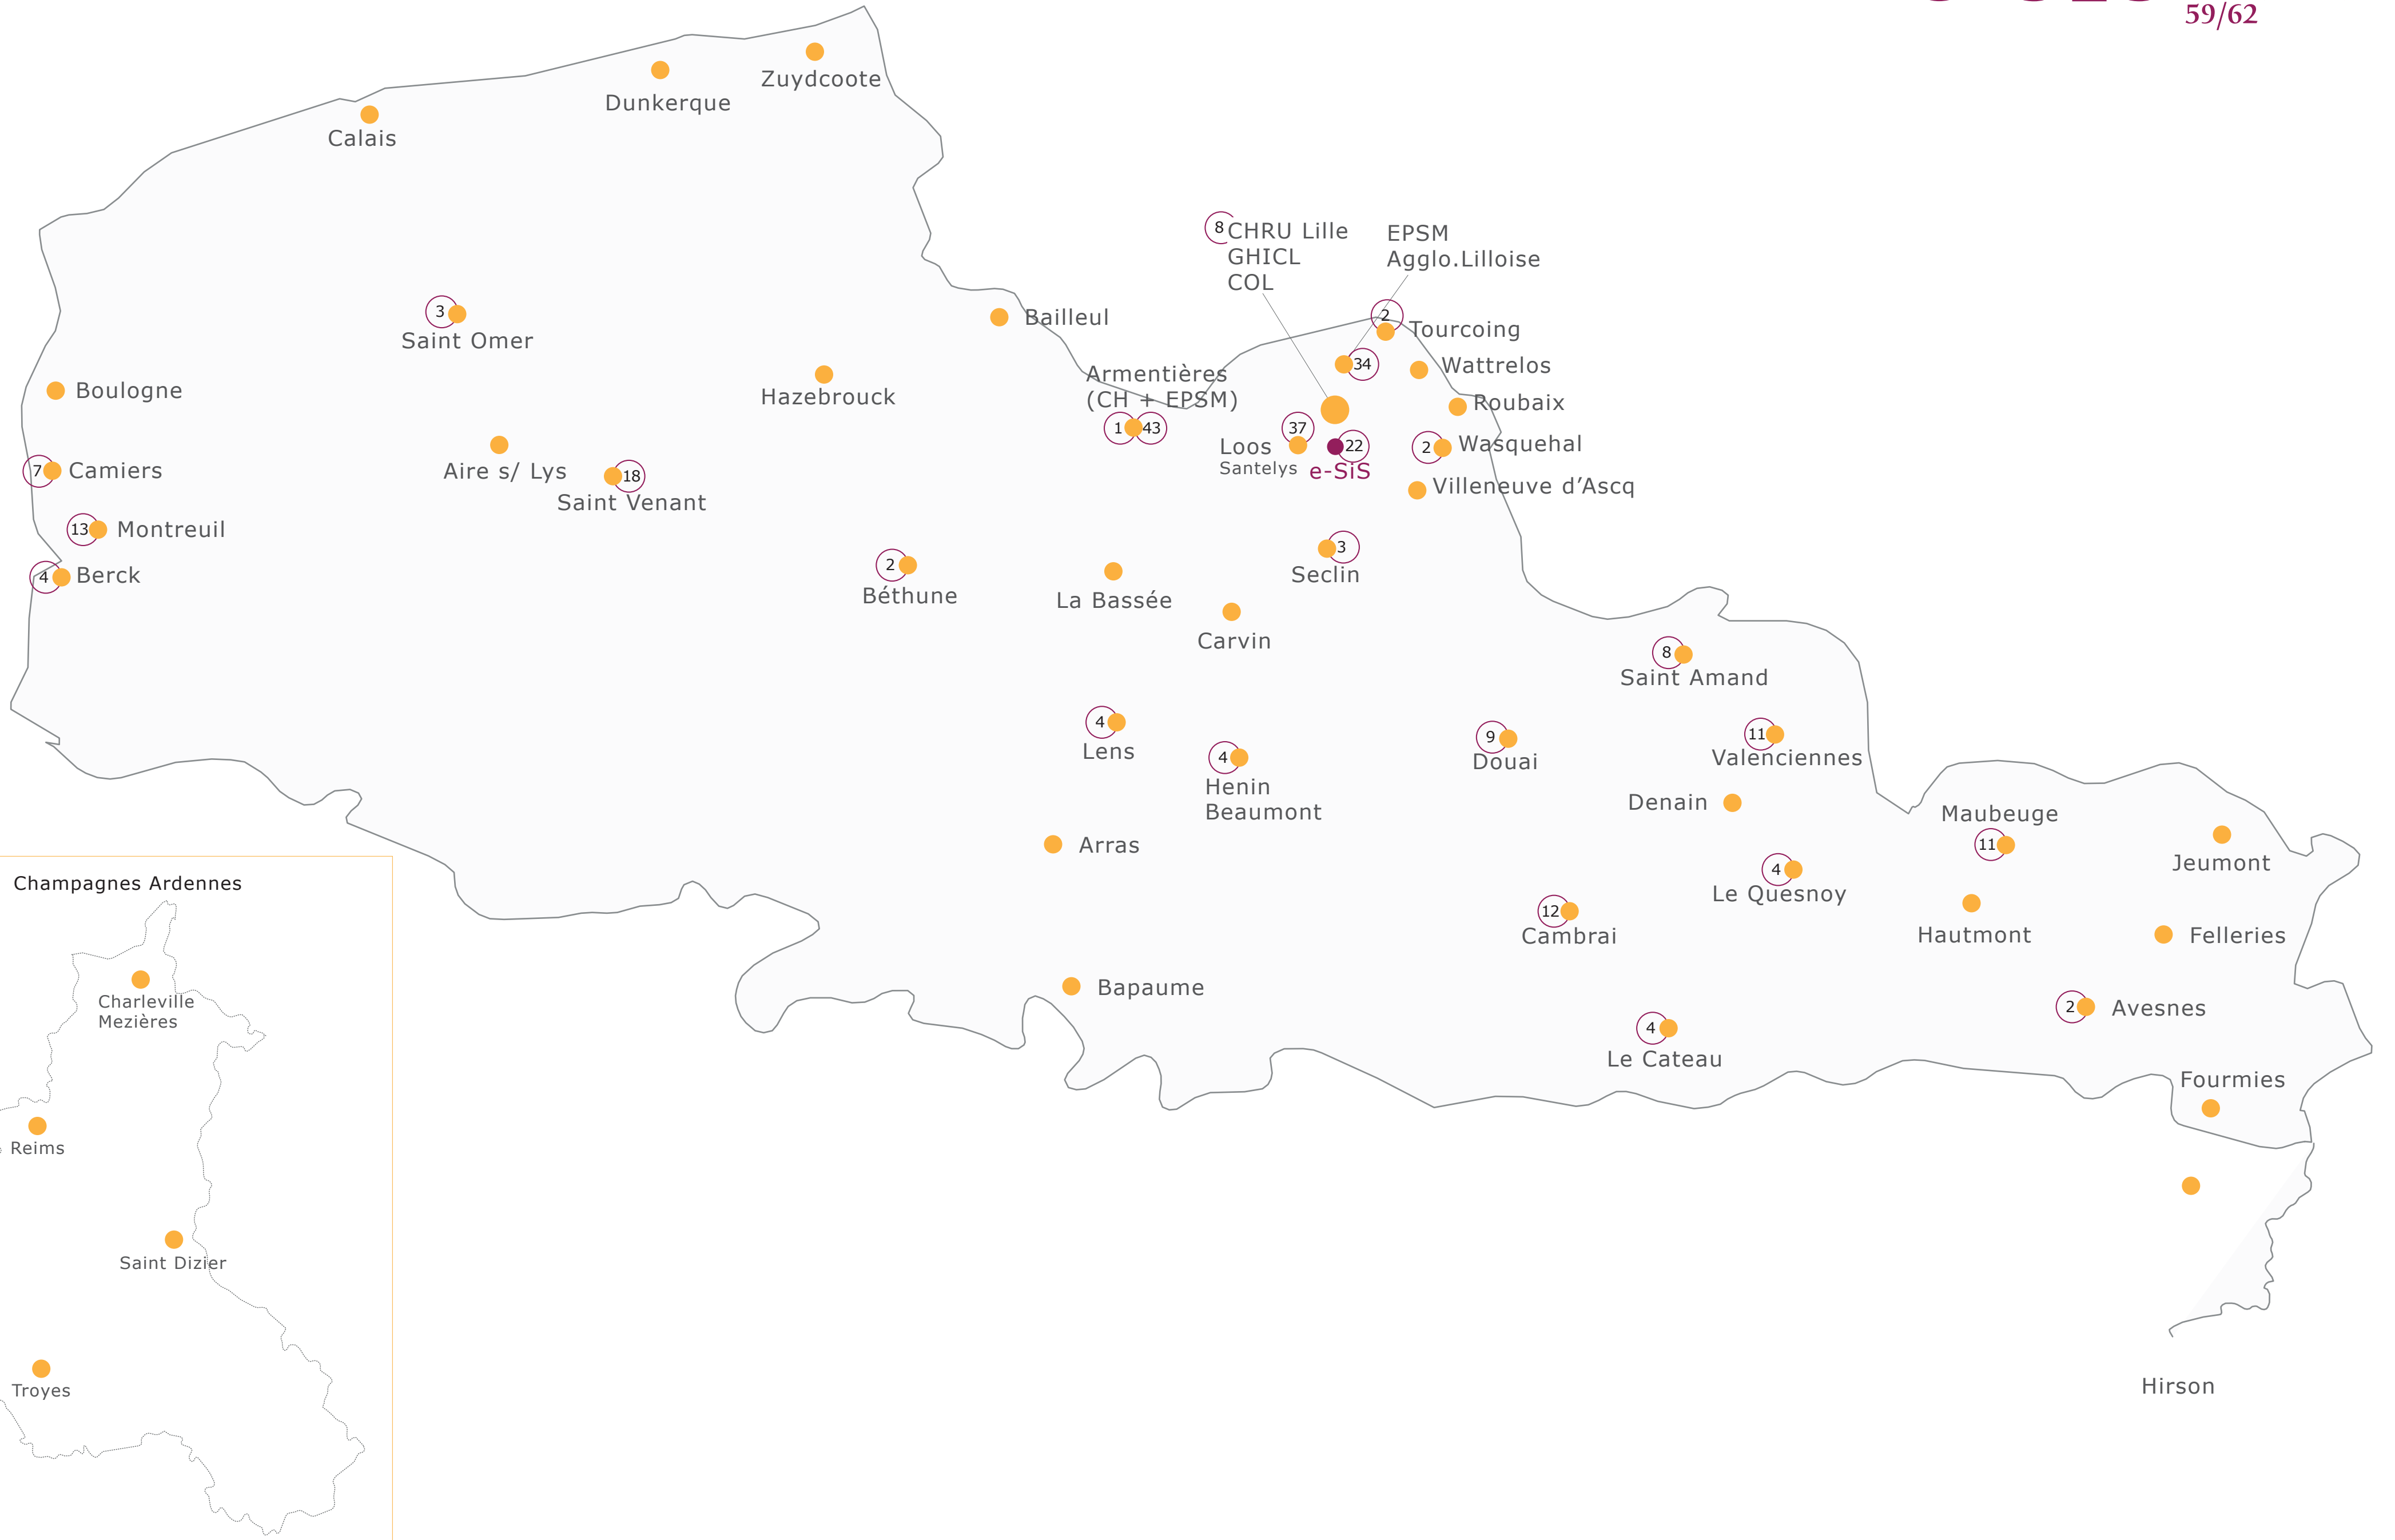 59/62
Zuydcoote
Dunkerque
Calais
8
CHRU Lille
GHICL
COL
EPSM
Agglo.Lilloise
3
Saint Omer
Bailleul
2
Tourcoing
34
Wattrelos
Boulogne
Hazebrouck
Armentières
(CH + EPSM)
1
43
Roubaix
37
Loos
Santelys
22
e-SiS
2
Wasquehal
7
Camiers
Aire s/ Lys
18
Saint Venant
Villeneuve d’Ascq
13
Montreuil
4
Berck
2
Béthune
La Bassée
3
Seclin
Carvin
8
Saint Amand
4
Lens
4
Henin
Beaumont
9
Douai
11
Valenciennes
Denain
Maubeuge
11
Jeumont
Arras
4
Le Quesnoy
12
Cambrai
Hautmont
Felleries
Bapaume
2
Avesnes
4
Le Cateau
Fourmies
Hirson
Champagnes Ardennes
Charleville
Mezières
Reims
Saint Dizier
Troyes